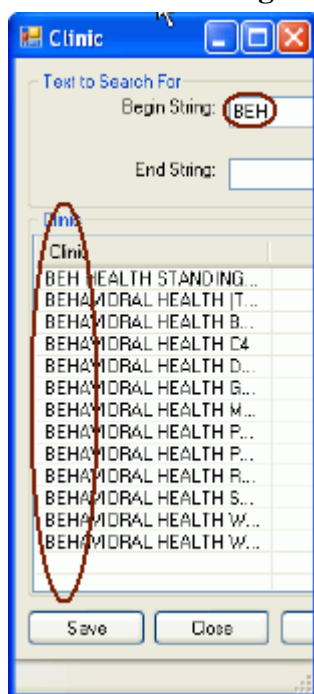 Clinic
Text to Search For
Begin String: BEH
End String:
Clinic
Clinic
BEH HEALTH STANDING...
BEHAVIORAL HEALTH |T...
BEHAVIORAL HEALTH B...
BEHAVIORAL HEALTH C4
BEHAVIORAL HEALTH D...
BEHAVIORAL HEALTH G...
BEHAVIORAL HEALTH M...
BEHAVIORAL HEALTH P...
BEHAVIORAL HEALTH P...
BEHAVIORAL HEALTH R...
BEHAVIORAL HEALTH S...
BEHAVIORAL HEALTH W...
BEHAVIORAL HEALTH W...
Save Close